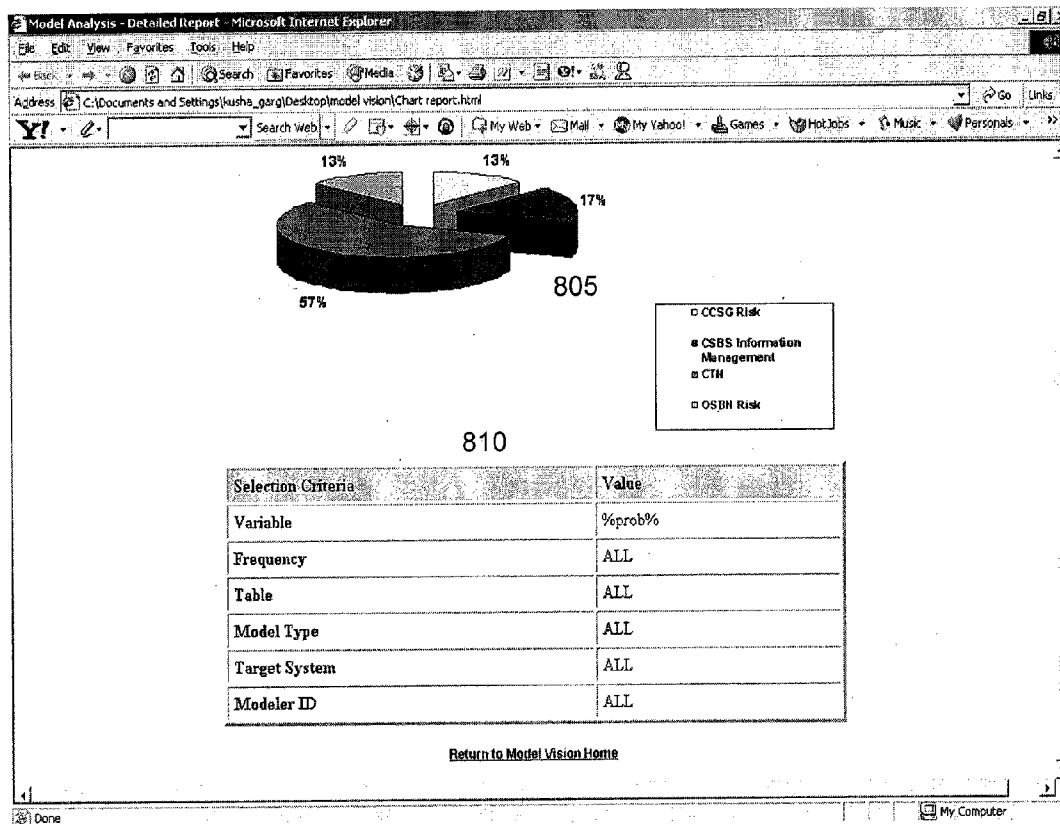 Model Analysis - Detailed Report - Microsoft Internet Explorer
File Edit View Favorites Tools Help
Back Search Favorites Media
Address C:\Documents and Settings\kusha_garg\Desktop\model vision\Chart report.html Go Links
Y! Search Web My Web Mail My Yahoo! Games HotJobs Music Personals »
13% 13%
17%
57%
805
CCSG Risk
CSBS Information
Management
CTN
OSBN Risk
810
Selection Criteria Value
Variable %prob%
Frequency ALL
Table ALL
Model Type ALL
Target System ALL
Modeler ID ALL
Return to Model Vision Home
Done My Computer